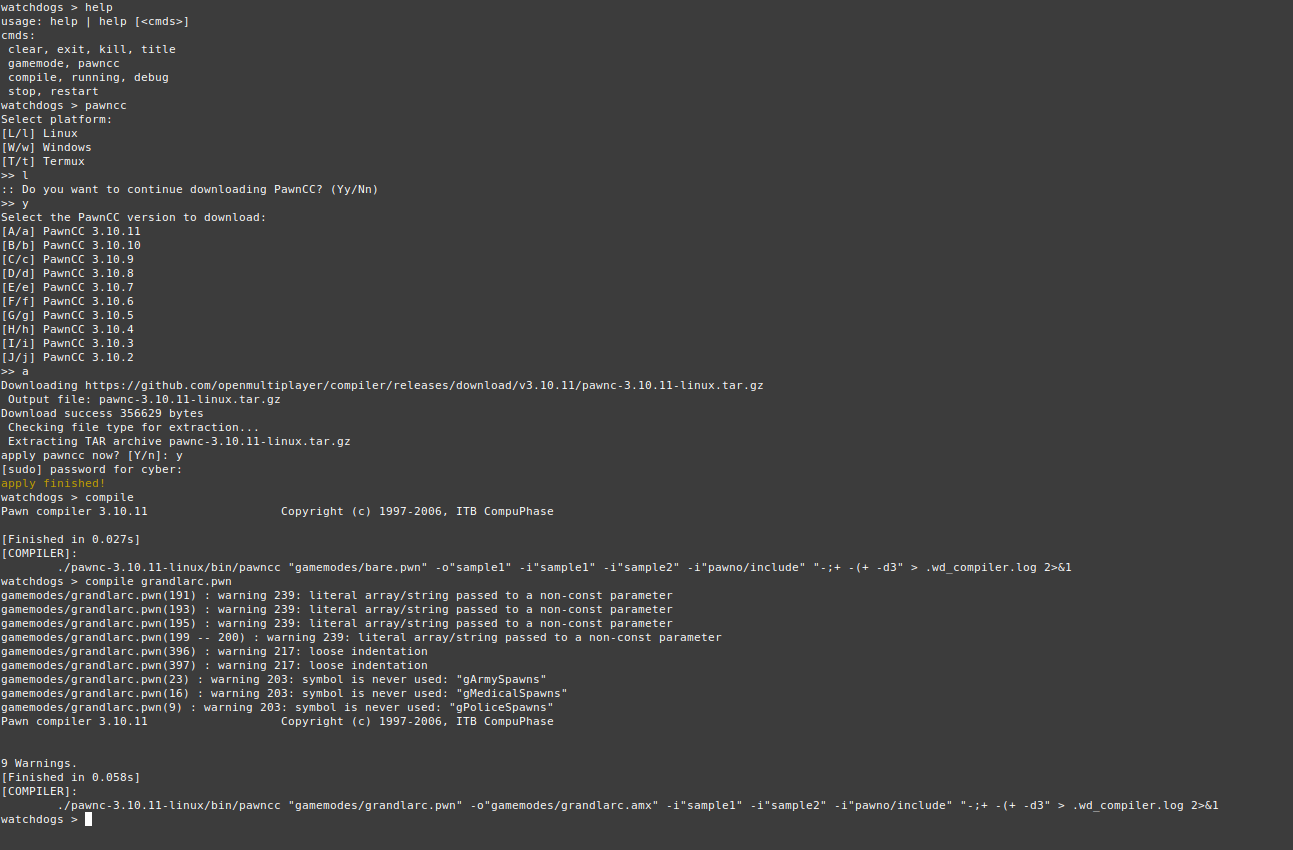 watchdogs > help
usage: help | help [<cmds>]
cmds:
 clear, exit, kill, title
 gamemode, pawncc
 compile, running, debug
 stop, restart
watchdogs > pawncc
Select platform:
[L/l] Linux
[W/w] Windows
[T/t] Termux
>> l
:: Do you want to continue downloading PawnCC? (Yy/Nn)
>> y
Select the PawnCC version to download:
[A/a] PawnCC 3.10.11
[B/b] PawnCC 3.10.10
[C/c] PawnCC 3.10.9
[D/d] PawnCC 3.10.8
[E/e] PawnCC 3.10.7
[F/f] PawnCC 3.10.6
[G/g] PawnCC 3.10.5
[H/h] PawnCC 3.10.4
[I/i] PawnCC 3.10.3
[J/j] PawnCC 3.10.2
>> a
Downloading https://github.com/openmultiplayer/compiler/releases/download/v3.10.11/pawnc-3.10.11-linux.tar.gz
 Output file: pawnc-3.10.11-linux.tar.gz
Download success 356629 bytes
 Checking file type for extraction...
 Extracting TAR archive pawnc-3.10.11-linux.tar.gz
apply pawncc now? [Y/n]: y
[sudo] password for cyber:
apply finished!
watchdogs > compile
Pawn compiler 3.10.11                   Copyright (c) 1997-2006, ITB CompuPhase
[Finished in 0.027s]
[COMPILER]:
        ./pawnc-3.10.11-linux/bin/pawncc "gamemodes/bare.pwn" -o"sample1" -i"sample1" -i"sample2" -i"pawno/include" "-;+ -(+ -d3" > .wd_compiler.log 2>&1
watchdogs > compile grandlarc.pwn
gamemodes/grandlarc.pwn(191) : warning 239: literal array/string passed to a non-const parameter
gamemodes/grandlarc.pwn(193) : warning 239: literal array/string passed to a non-const parameter
gamemodes/grandlarc.pwn(195) : warning 239: literal array/string passed to a non-const parameter
gamemodes/grandlarc.pwn(199 -- 200) : warning 239: literal array/string passed to a non-const parameter
gamemodes/grandlarc.pwn(396) : warning 217: loose indentation
gamemodes/grandlarc.pwn(397) : warning 217: loose indentation
gamemodes/grandlarc.pwn(23) : warning 203: symbol is never used: "gArmySpawns"
gamemodes/grandlarc.pwn(16) : warning 203: symbol is never used: "gMedicalSpawns"
gamemodes/grandlarc.pwn(9) : warning 203: symbol is never used: "gPoliceSpawns"
Pawn compiler 3.10.11                   Copyright (c) 1997-2006, ITB CompuPhase
9 Warnings.
[Finished in 0.058s]
[COMPILER]:
        ./pawnc-3.10.11-linux/bin/pawncc "gamemodes/grandlarc.pwn" -o"gamemodes/grandlarc.amx" -i"sample1" -i"sample2" -i"pawno/include" "-;+ -(+ -d3" > .wd_compiler.log 2>&1
watchdogs >